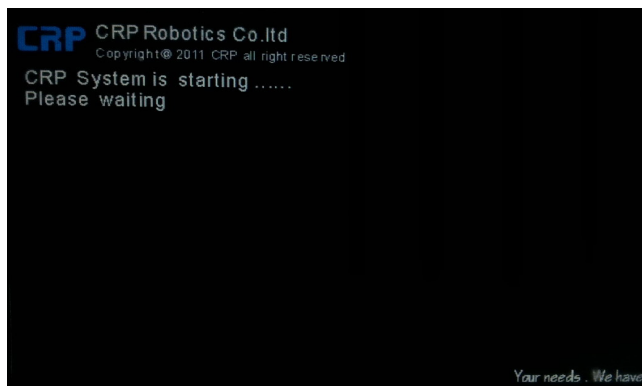 CRP CRP Robotics Co.ltd
Copyright@ 2011 CRP all right reserved
CRP System is starting ......
Please waiting
Your needs . We have